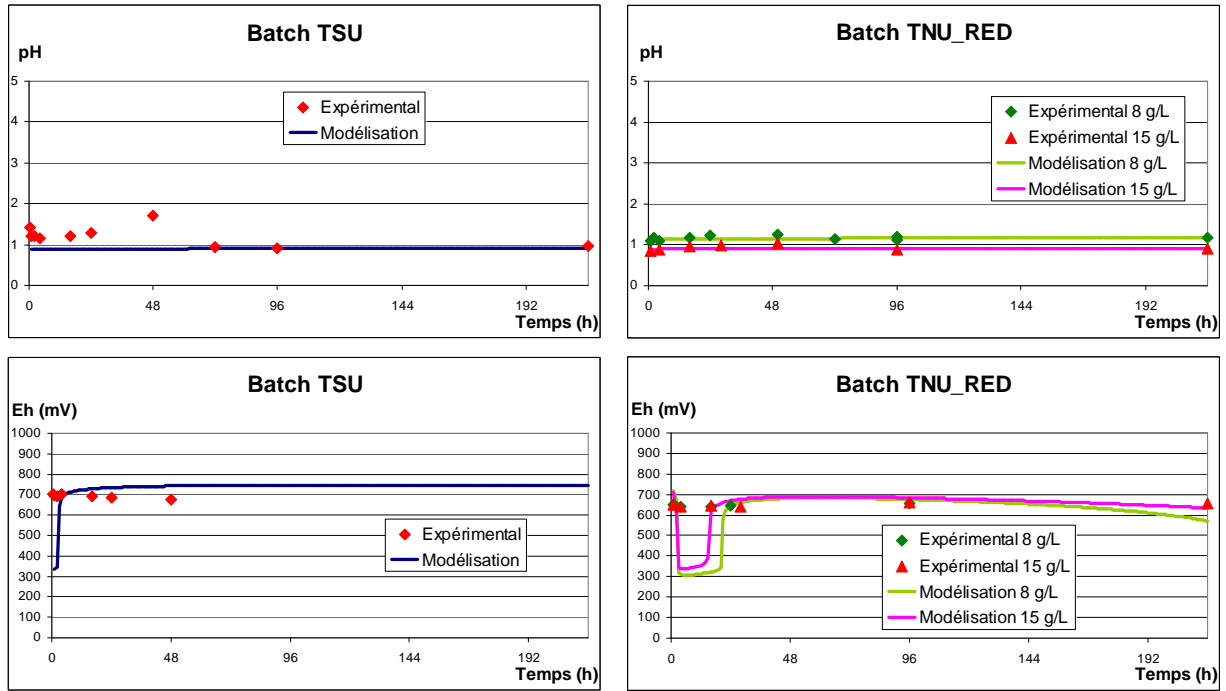 Batch TSU
pH
5
4
3
2
1
0
0 48 96 144 192
Temps (h)
Expérimental
Modélisation
Batch TNU_RED
pH
5
4
3
2
1
0
0 48 96 144 192
Temps (h)
Expérimental 8 g/L
Expérimental 15 g/L
Modélisation 8 g/L
Modélisation 15 g/L
Batch TSU
Eh (mV)
1000
900
800
700
600
500
400
300
200
100
0
0 48 96 144 192
Temps (h)
Expérimental
Modélisation
Batch TNU_RED
Eh (mV)
1000
900
800
700
600
500
400
300
200
100
0
0 48 96 144 192
Temps (h)
Expérimental 8 g/L
Expérimental 15 g/L
Modélisation 8 g/L
Modélisation 15 g/L